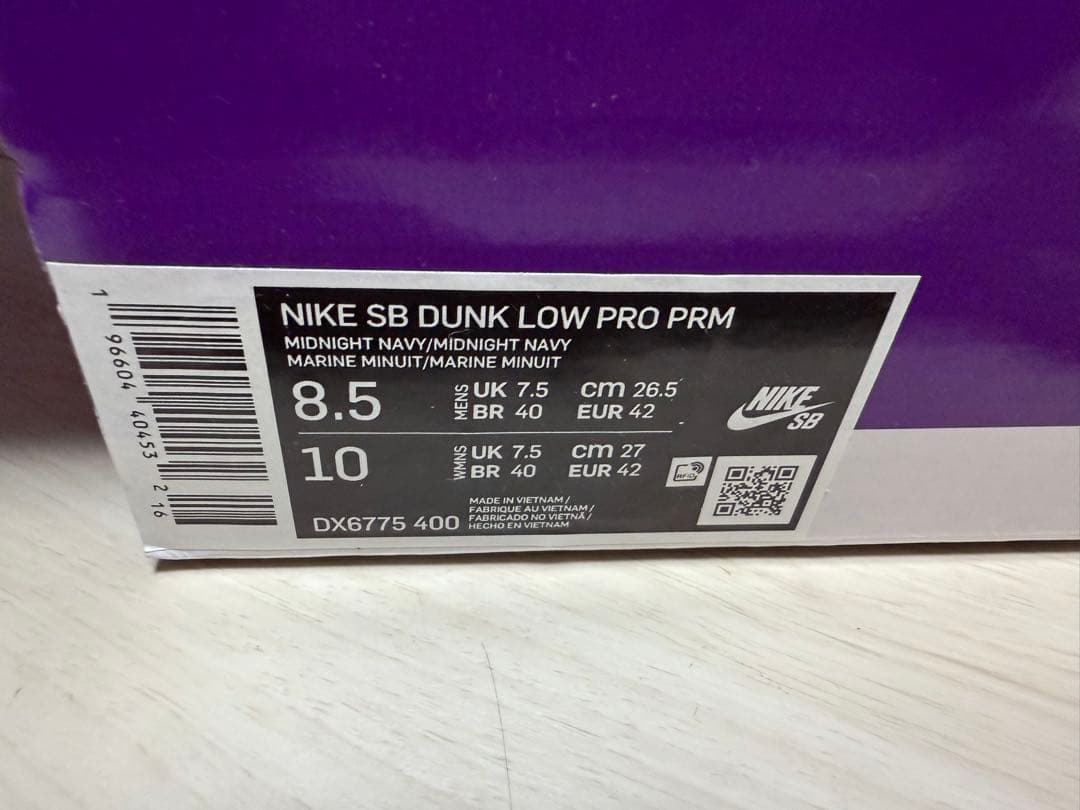 NIKE SB DUNK LOW PRO PRM
MIDNIGHT NAVY/MIDNIGHT NAVY
MARINE MINUIT/MARINE MINUIT
8.5 MENS UK 7.5 cm 26.5
BR 40 EUR 42
10 WMNS UK 7.5 cm 27
BR 40 EUR 42
NIKE
SB
RFID
DX6775 400
MADE IN VIETNAM /
FABRIQUE AU VIETNAM /
FABRICADO NO VIETNÃ /
HECHO EN VIETNAM
1 96604 40453 2 16